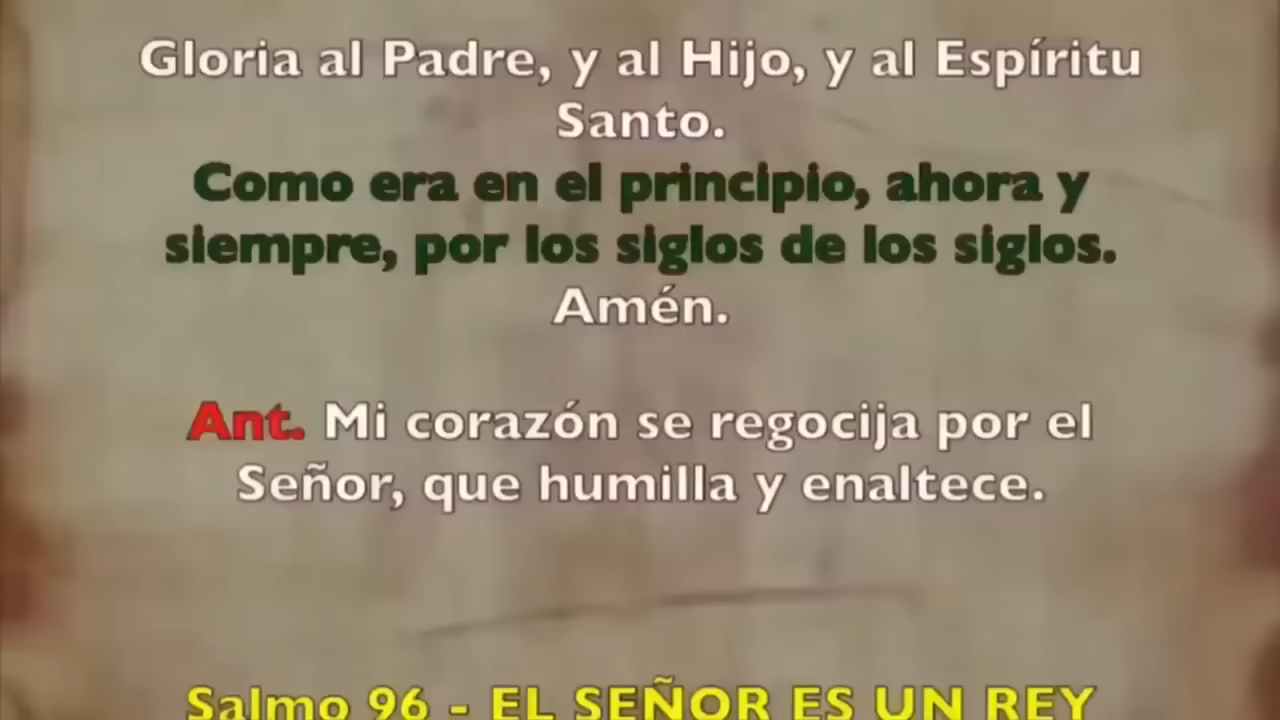 Gloria al Padre, y al Hijo, y al Espíritu
Santo.
Como era en el principio, ahora y
siempre, por los siglos de los siglos.
Amén.
Ant. Mi corazón se regocija por el
Señor, que humilla y enaltece.
Salmo 96 - EL SEÑOR ES UN REY